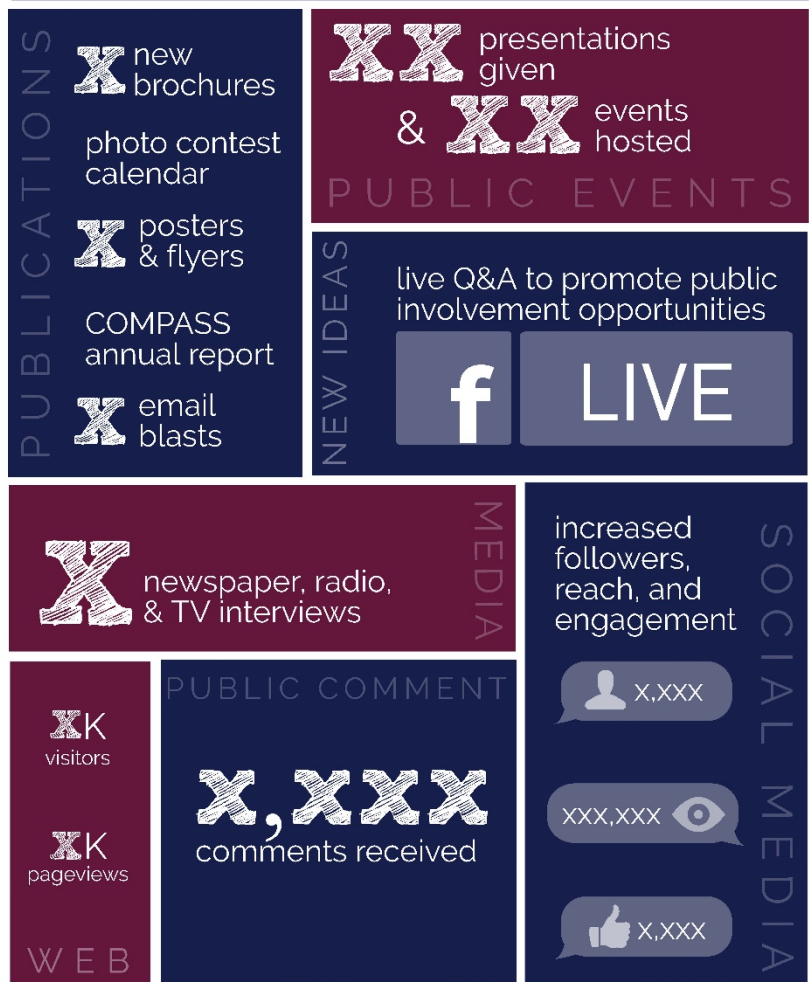 PUBLICATIONS
X new
brochures
photo contest
calendar
X posters
& flyers
COMPASS
annual report
X email
blasts
XX presentations
given
& XX events
hosted
PUBLIC EVENTS
NEW IDEAS
live Q&A to promote public
involvement opportunities
f LIVE
MEDIA
X newspaper, radio,
& TV interviews
XK
visitors
XK
pageviews
WEB
PUBLIC COMMENT
x,xxx
comments received
SOCIAL MEDIA
increased
followers,
reach, and
engagement
x,xxx
xxx,xxx
x,xxx